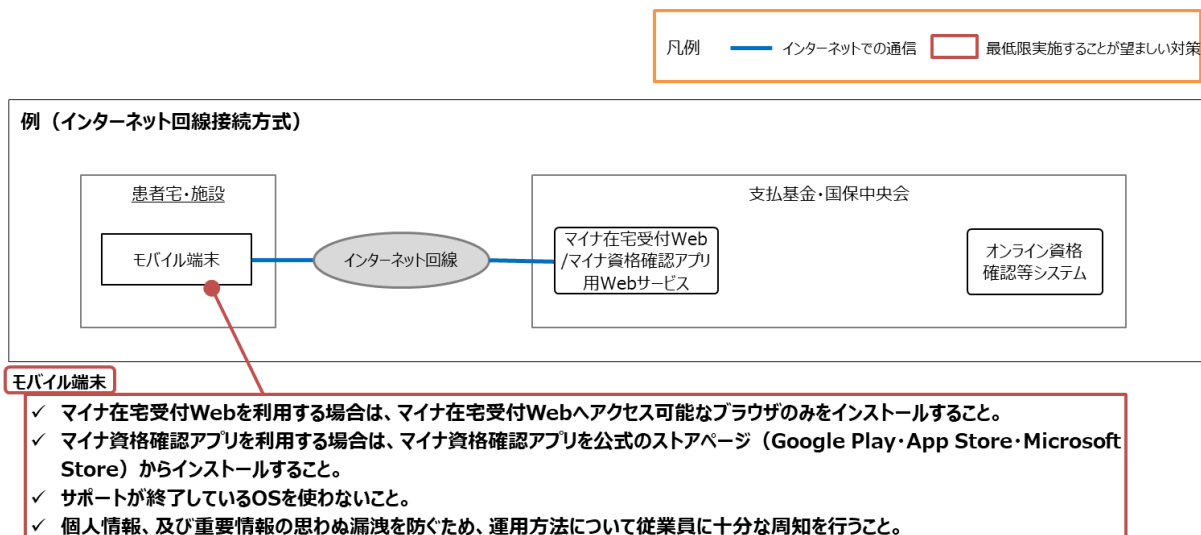 凡例 インターネットでの通信 最低限実施することが望ましい対策
例（インターネット回線接続方式）
患者宅・施設
モバイル端末
インターネット回線
支払基金・国保中央会
マイナ在宅受付Web
/マイナ資格確認アプリ
用Webサービス
オンライン資格
確認等システム
モバイル端末
✓ マイナ在宅受付Webを利用する場合は、マイナ在宅受付Webへアクセス可能なブラウザのみをインストールすること。
✓ マイナ資格確認アプリを利用する場合は、マイナ資格確認アプリを公式のストアページ（Google Play・App Store・Microsoft
Store）からインストールすること。
✓ サポートが終了しているOSを使わないこと。
✓ 個人情報、及び重要情報の思わぬ漏洩を防ぐため、運用方法について従業員に十分な周知を行うこと。